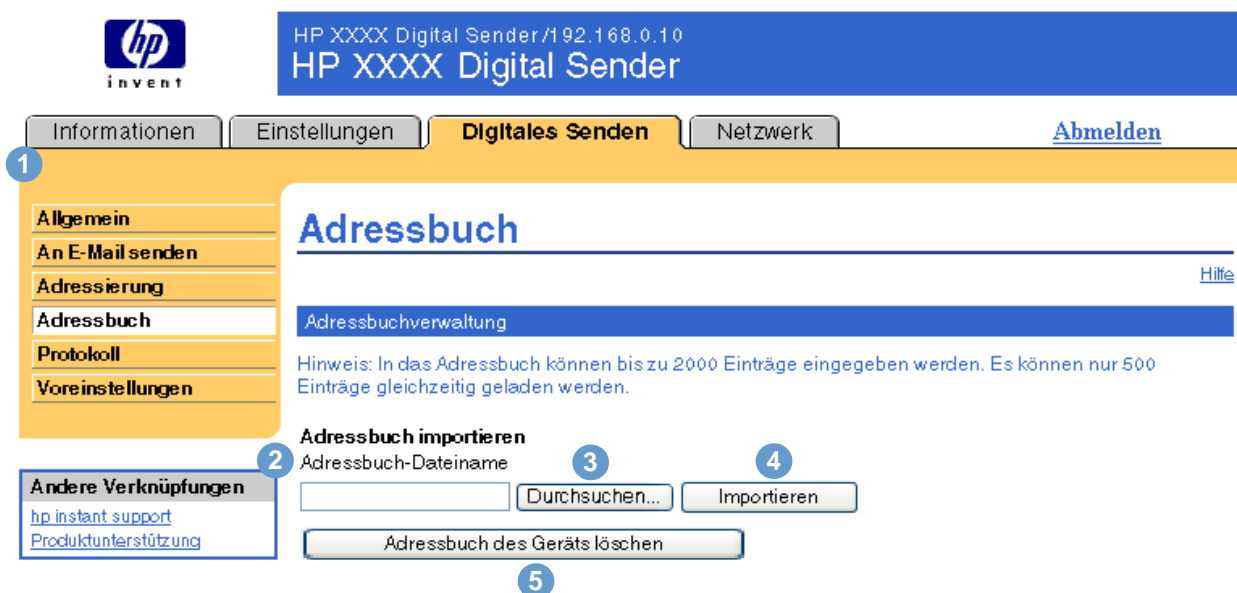 hp
invent
HP XXXX Digital Sender/192.168.0.10
HP XXXX Digital Sender
Informationen
Einstellungen
Digitales Senden
Netzwerk
Abmelden
1
Allgemein
An E-Mail senden
Adressierung
Adressbuch
Protokoll
Voreinstellungen
Andere Verknüpfungen
hp instant support
Produktunterstützung
Adressbuch
Hilfe
Adressbuchverwaltung
Hinweis: In das Adressbuch können bis zu 2000 Einträge eingegeben werden. Es können nur 500
Einträge gleichzeitig geladen werden.
Adressbuch importieren
2
Adressbuch-Dateiname
3
4
Durchsuchen...
Importieren
Adressbuch des Geräts löschen
5